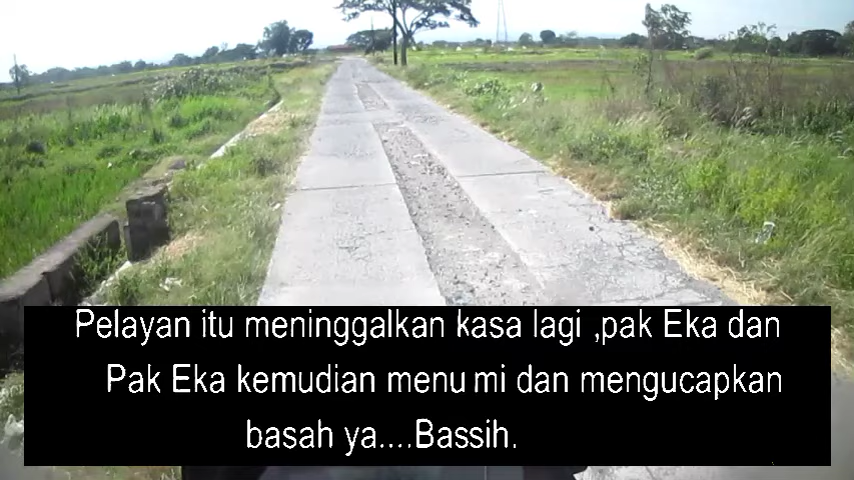 Pelayan itu meninggalkan kasa lagi ,pak Eka dan
Pak Eka kemudian menu mi dan mengucapkan
basah ya....Bassih.